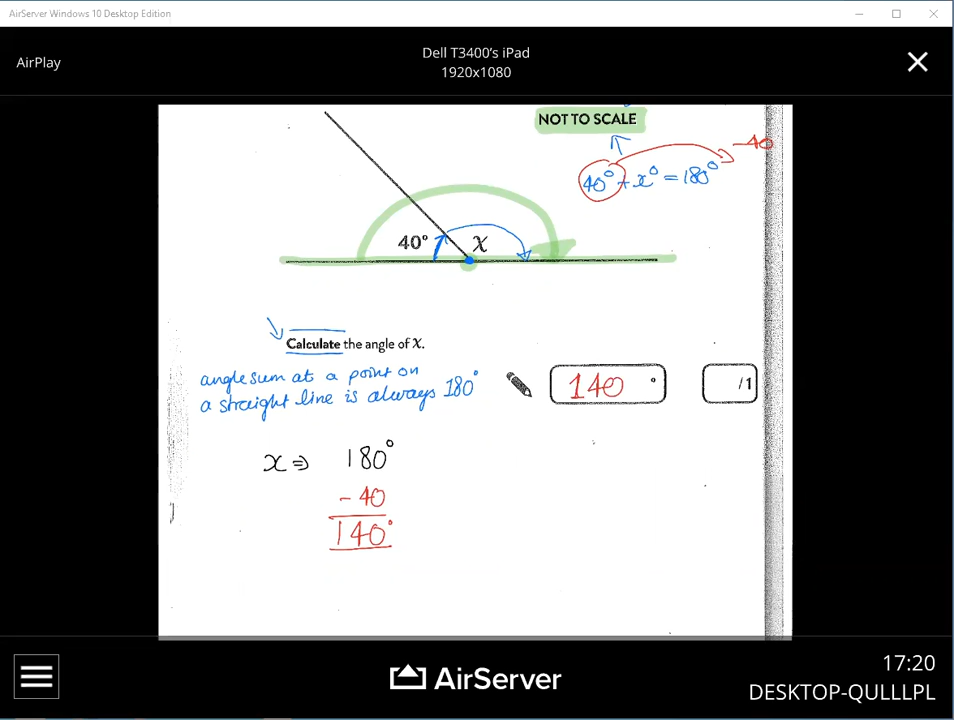 AirServer Windows 10 Desktop Edition
AirPlay
Dell T3400's iPad
1920x1080
NOT TO SCALE
-40
40° + x° = 180°
40°
x
Calculate the angle of x.
angle sum at a point on
a straight line is always 180°
140 °
/1
x ⇒ 180°
- 40
140°
AirServer
17:20
DESKTOP-QULLLPL